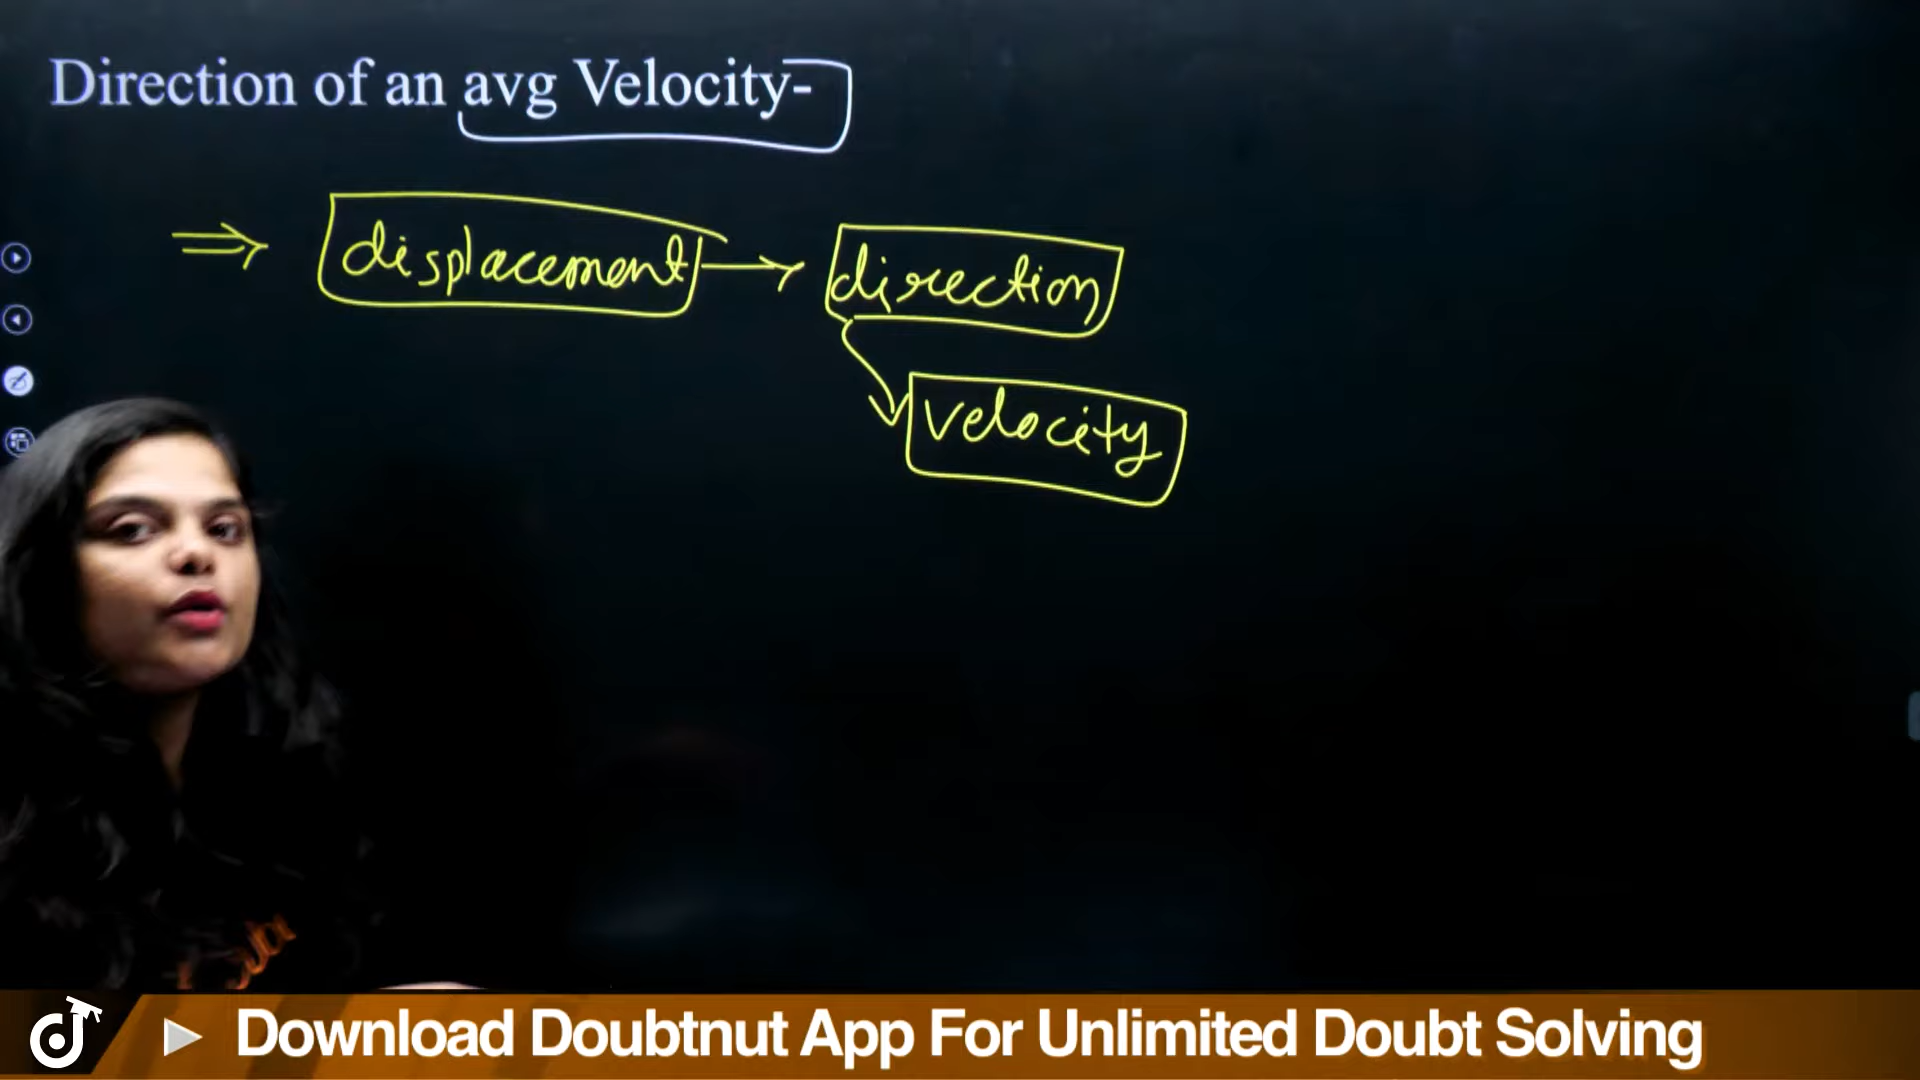 Direction of an avg Velocity-
⇒ displacement → direction
velocity
Download Doubtnut App For Unlimited Doubt Solving